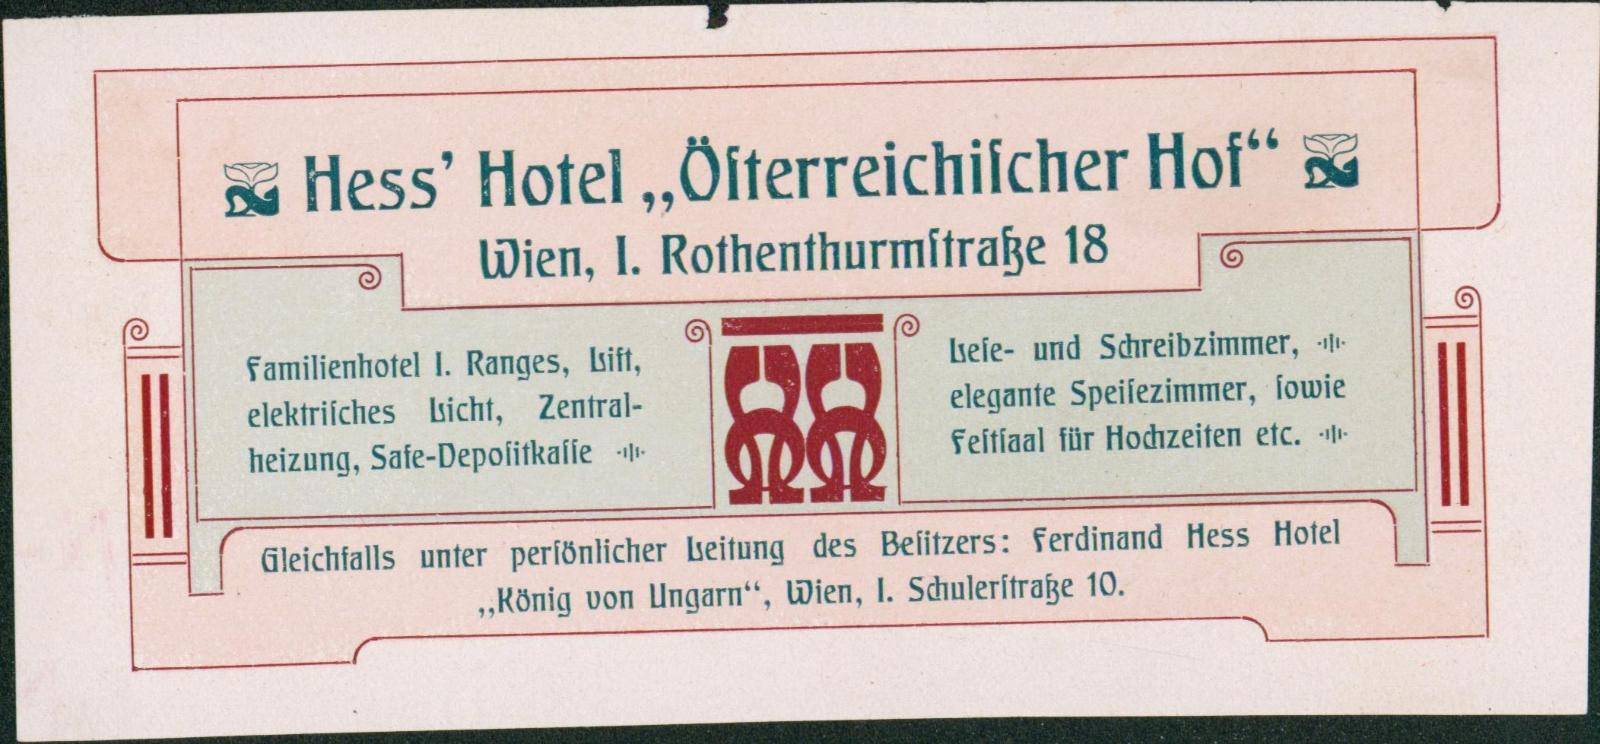 Hess' Hotel „Öſterreichiſcher Hof“
Wien, I. Rothenthurmſtraße 18
Familienhotel I. Ranges, Lift,
elektriſches Licht, Zentral-
heizung, Safe-Depoſitkaſſe
Leſe- und Schreibzimmer,
elegante Speiſezimmer, ſowie
Feſtſaal für Hochzeiten etc.
Gleichfalls unter perſönlicher Leitung des Beſitzers: Ferdinand Hess Hotel
„König von Ungarn“, Wien, I. Schulerſtraße 10.